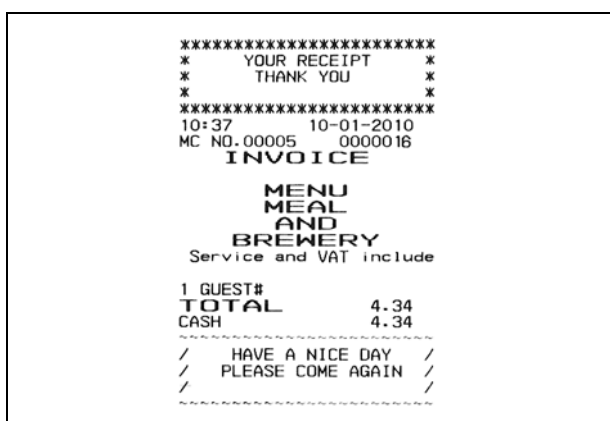 ************************
* YOUR RECEIPT *
* THANK YOU *
* *
************************
10:37 10-01-2010
MC NO.00005 0000016
INVOICE
MENU
MEAL
AND
BREWERY
Service and VAT include
1 GUEST#
TOTAL 4.34
CASH 4.34
~~~~~~~~~~~~~~~~~~~~~~~~
/ HAVE A NICE DAY /
/ PLEASE COME AGAIN /
/ /
~~~~~~~~~~~~~~~~~~~~~~~~